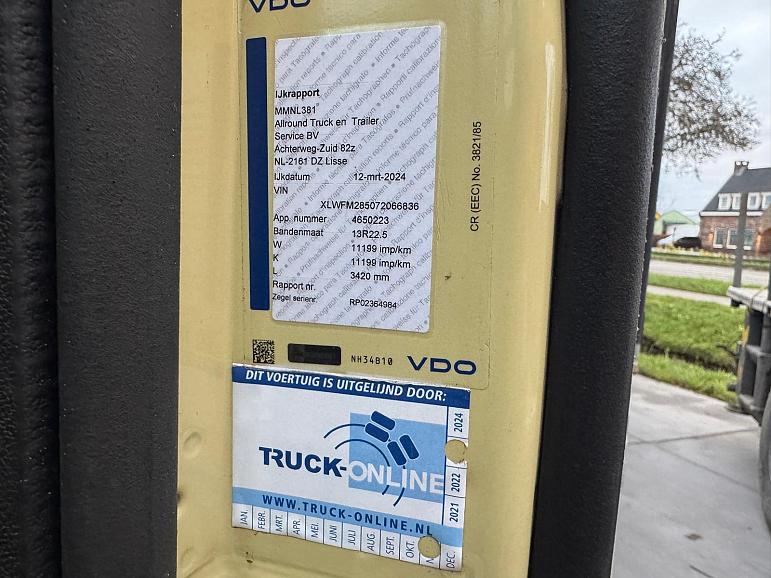 VDO
IJkrapport
MMNL381
Allround Truck en Trailer
Service BV
Achterweg-Zuid 82z
NL-2161 DZ Lisse
IJkdatum 12-mrt-2024
VIN
XLWFM285072066836
App. nummer 4650223
Bandenmaat 13R22.5
W 11199 imp/km
K 11199 imp/km
L 3420 mm
Rapport nr.
Zegel serienr. RP02364984
CR (EEC) No. 3821/85
NH34B10 VDO
DIT VOERTUIG IS UITGELIJND DOOR:
TRUCK-ONLINE
WWW.TRUCK-ONLINE.NL
2024
2022
2021
JAN. FEBR. MRT. APR. MEI. JUNI JULI AUG. SEPT. OKT. DEC.